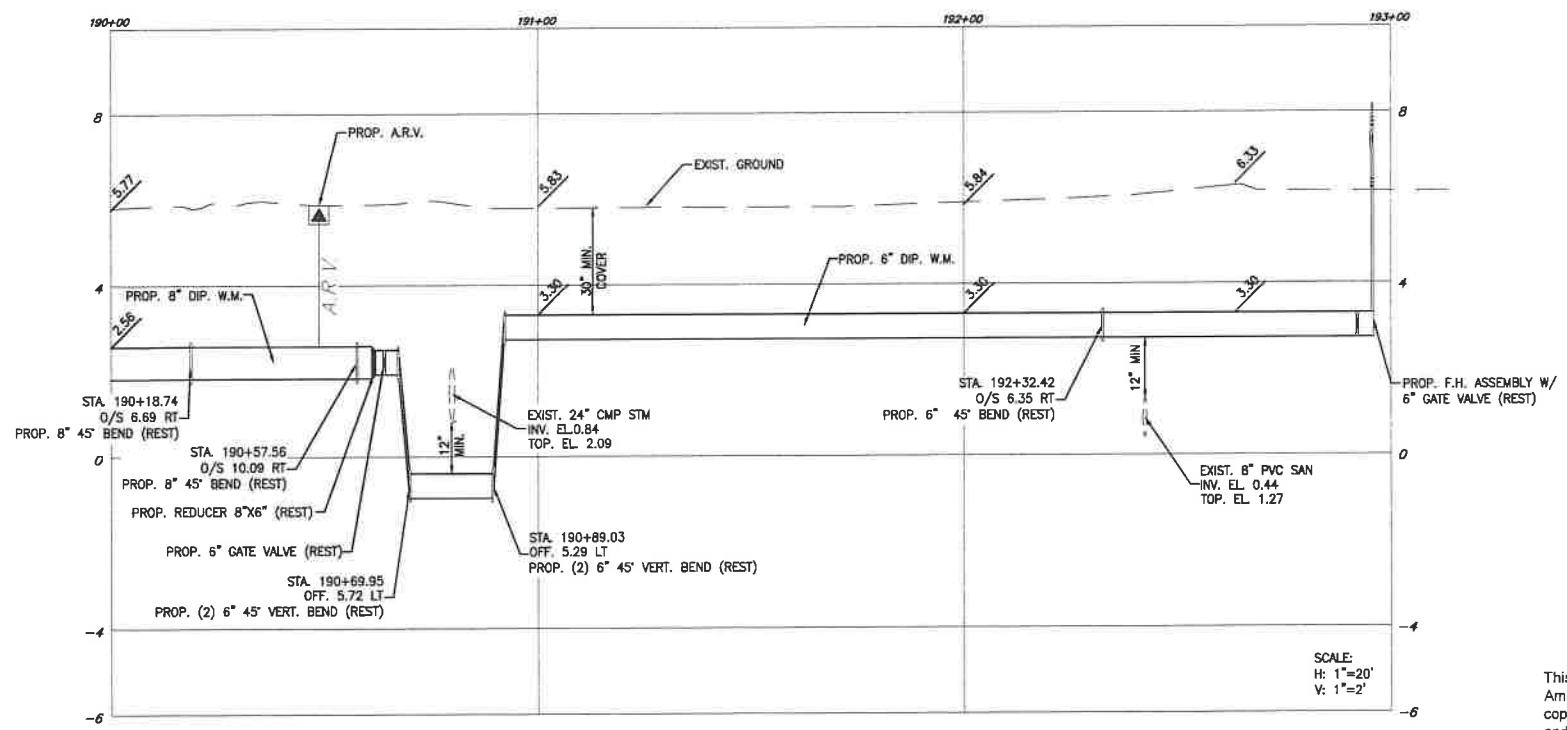 190+00
191+00
192+00
193+00
8
8
PROP. A.R.V.
EXIST. GROUND
5.77
5.83
5.84
6.33
30" MIN.
COVER
PROP. 6" DIP. W.M.
A.R.V.
4
4
PROP. 8" DIP. W.M.
2.56
3.30
3.30
3.30
STA. 190+18.74
O/S 6.69 RT
PROP. 8" 45° BEND (REST)
STA. 190+57.56
O/S 10.09 RT
PROP. 8" 45° BEND (REST)
PROP. REDUCER 8"X6" (REST)
PROP. 6" GATE VALVE (REST)
STA. 190+69.95
OFF. 5.72 LT
PROP. (2) 6" 45° VERT. BEND (REST)
12"
MIN.
EXIST. 24" CMP STM
INV. EL.0.84
TOP. EL. 2.09
STA. 190+89.03
OFF. 5.29 LT
PROP. (2) 6" 45° VERT. BEND (REST)
STA. 192+32.42
O/S 6.35 RT
PROP. 6" 45° BEND (REST)
12" MIN
PROP. F.H. ASSEMBLY W/
6" GATE VALVE (REST)
EXIST. 8" PVC SAN
INV. EL. 0.44
TOP. EL. 1.27
0
0
-4
-4
-6
-6
SCALE:
H: 1"=20'
V: 1"=2'
This
Am
cop